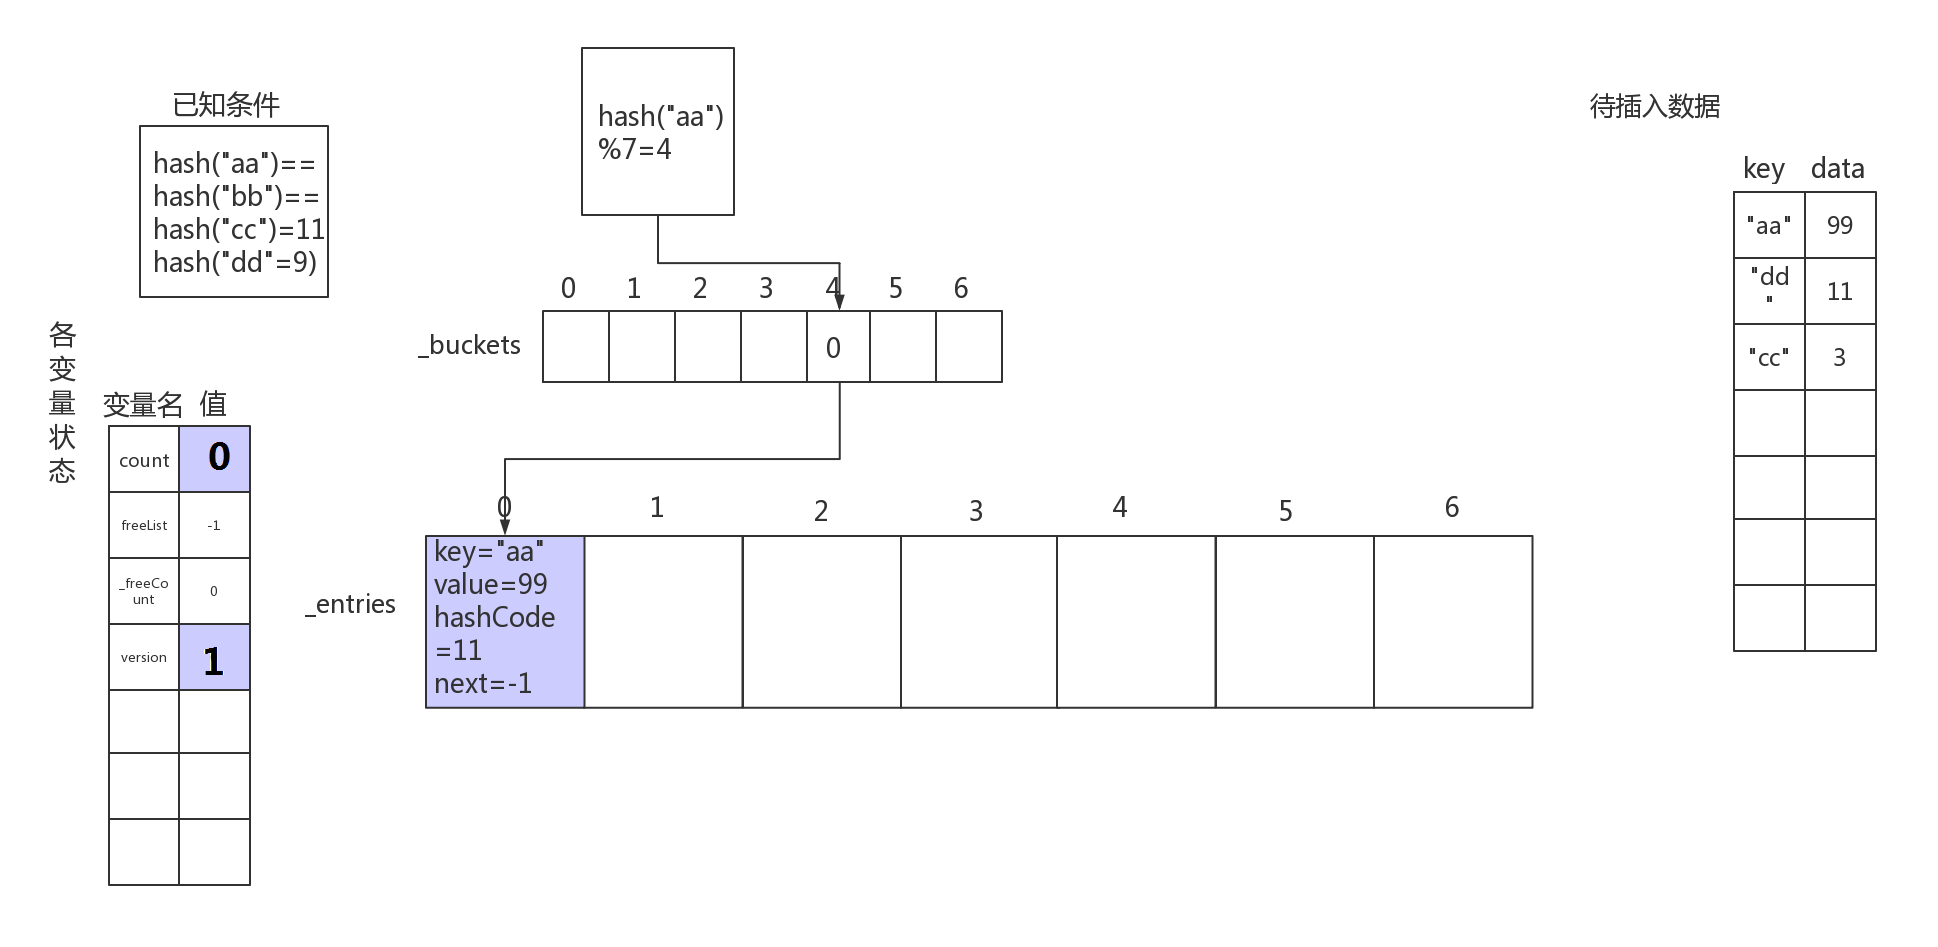 已知条件
hash("aa")==
hash("bb")==
hash("cc")=11
hash("dd"=9)
hash("aa")
%7=4
待插入数据
key data
"aa" 99
"dd
" 11
"cc" 3
0 1 2 3 4 5 6
_buckets
0
各变量状态
变量名 值
count 0
freeList -1
_freeCo
unt 0
version 1
0 1 2 3 4 5 6
_entries
key="aa"
value=99
hashCode
=11
next=-1